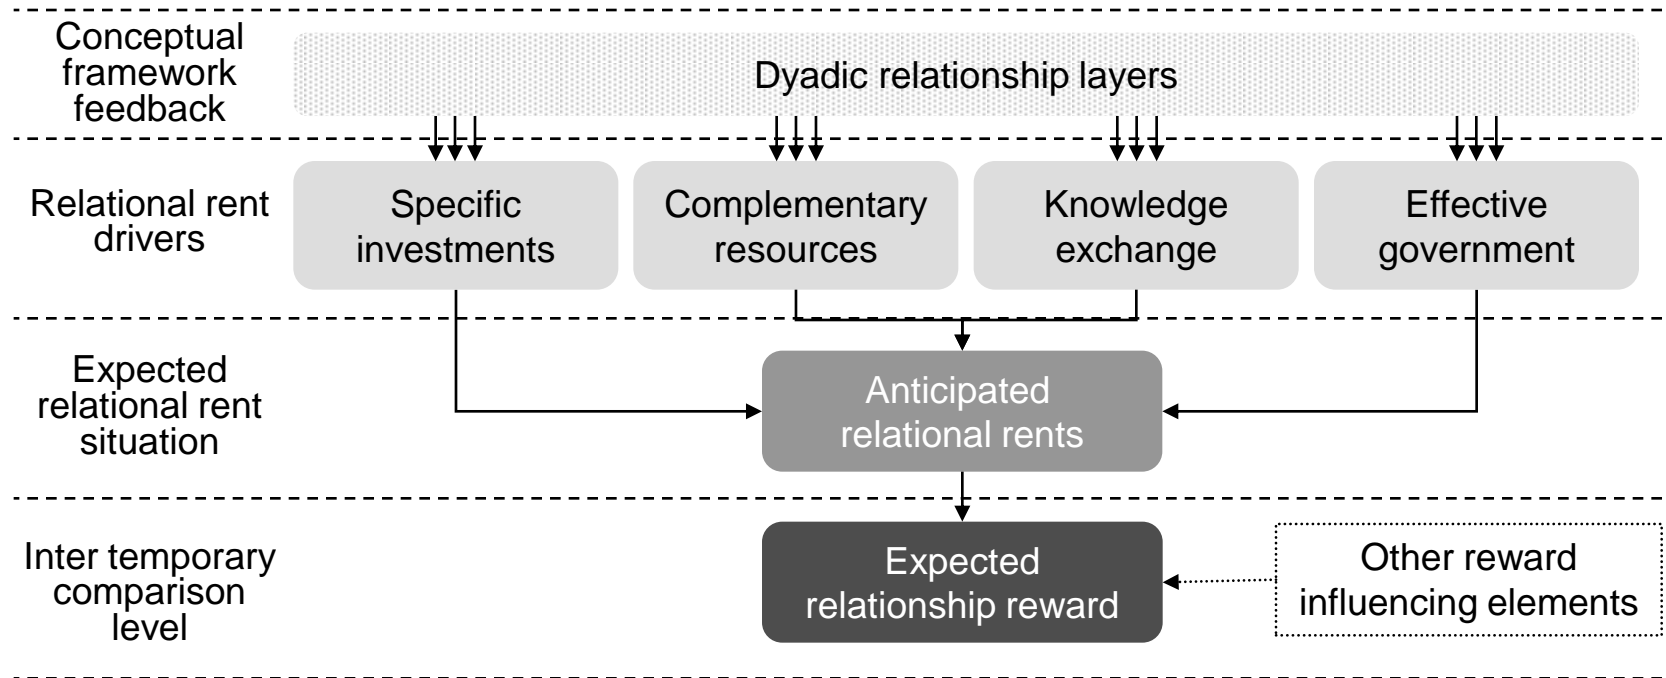 Conceptual
framework
feedback
Dyadic relationship layers
Relational rent
drivers
Specific
investments
Complementary
resources
Knowledge
exchange
Effective
government
Expected
relational rent
situation
Anticipated
relational rents
Inter temporary
comparison
level
Expected
relationship reward
Other reward
influencing elements